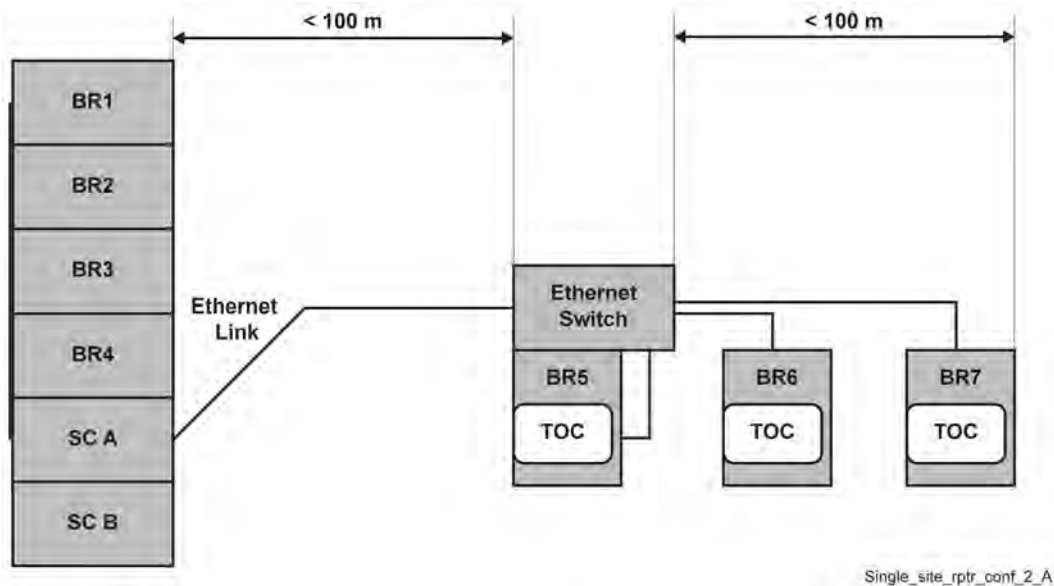 < 100 m
< 100 m
BR1
BR2
BR3
BR4
SC A
SC B
Ethernet
Link
Ethernet
Switch
BR5
TOC
BR6
TOC
BR7
TOC
Single_site_rptr_conf_2_A